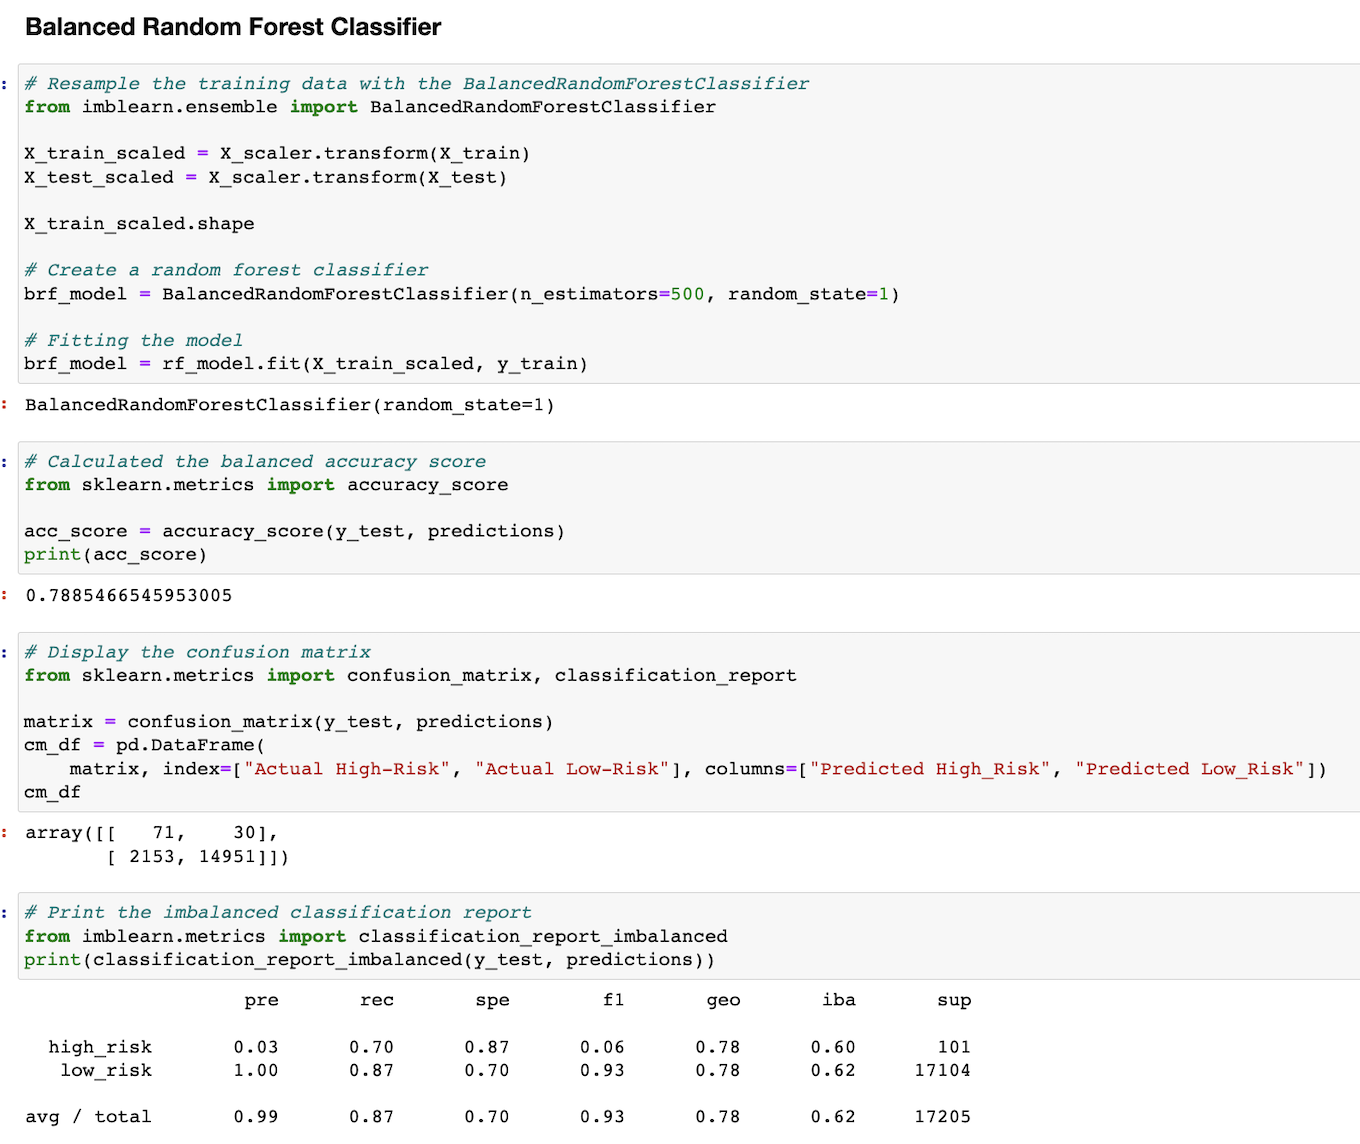 Balanced Random Forest Classifier
: # Resample the training data with the BalancedRandomForestClassifier
from imblearn.ensemble import BalancedRandomForestClassifier
X_train_scaled = X_scaler.transform(X_train)
X_test_scaled = X_scaler.transform(X_test)
X_train_scaled.shape
# Create a random forest classifier
brf_model = BalancedRandomForestClassifier(n_estimators=500, random_state=1)
# Fitting the model
brf_model = rf_model.fit(X_train_scaled, y_train)
: BalancedRandomForestClassifier(random_state=1)
: # Calculated the balanced accuracy score
from sklearn.metrics import accuracy_score
acc_score = accuracy_score(y_test, predictions)
print(acc_score)
: 0.7885466545953005
: # Display the confusion matrix
from sklearn.metrics import confusion_matrix, classification_report
matrix = confusion_matrix(y_test, predictions)
cm_df = pd.DataFrame(
    matrix, index=["Actual High-Risk", "Actual Low-Risk"], columns=["Predicted High_Risk", "Predicted Low_Risk"])
cm_df
: array([[   71,    30],
       [ 2153, 14951]])
: # Print the imbalanced classification report
from imblearn.metrics import classification_report_imbalanced
print(classification_report_imbalanced(y_test, predictions))
                   pre       rec       spe        f1       geo       iba       sup
  high_risk       0.03      0.70      0.87      0.06      0.78      0.60       101
   low_risk       1.00      0.87      0.70      0.93      0.78      0.62     17104
avg / total       0.99      0.87      0.70      0.93      0.78      0.62     17205